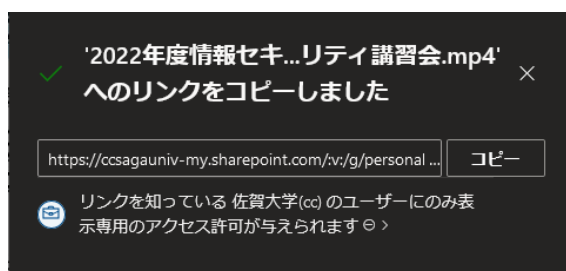 '2022年度情報セキ...リティ講習会.mp4'
へのリンクをコピーしました
https://ccsagauniv-my.sharepoint.com/:v:/g/personal ...
コピー
リンクを知っている 佐賀大学(cc) のユーザーにのみ表
示専用のアクセス許可が与えられます